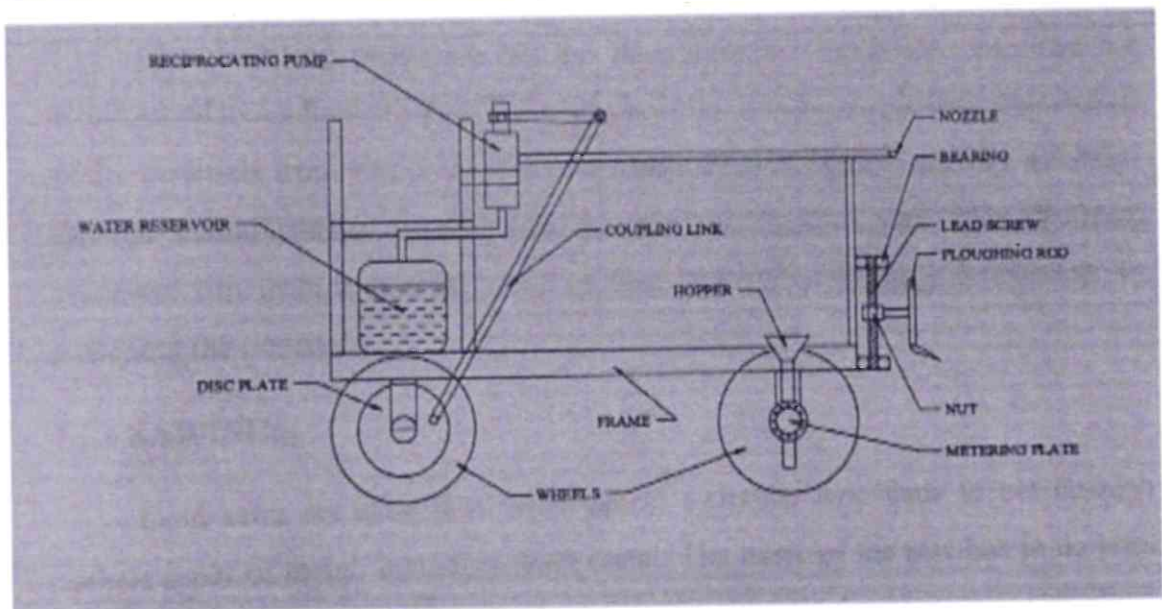 RECIPROCATING PUMP
NOZZLE
BEARING
WATER RESERVOIR
COUPLING LINK
LEAD SCREW
PLOUGHING ROD
HOPPER
DISC PLATE
FRAME
NUT
METERING PLATE
WHEELS